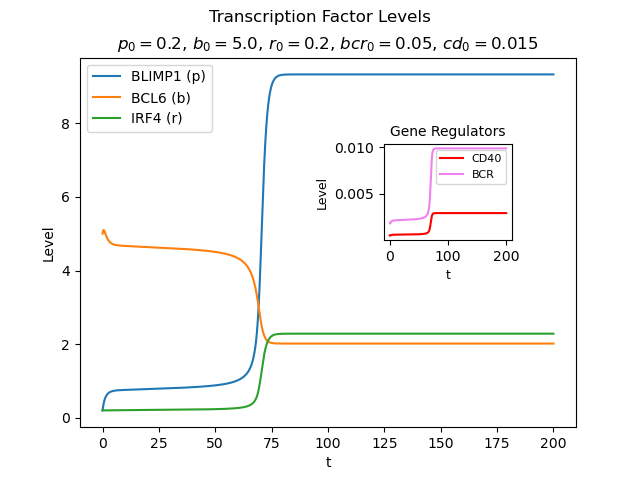 Transcription Factor Levels
p₀ = 0.2, b₀ = 5.0, r₀ = 0.2, bcr₀ = 0.05, cd₀ = 0.015
BLIMP1 (p)
BCL6 (b)
IRF4 (r)
Level
8
6
4
2
0
0
25
50
75
100
125
150
175
200
t
Gene Regulators
CD40
BCR
Level
0.010
0.005
0
100
200
t